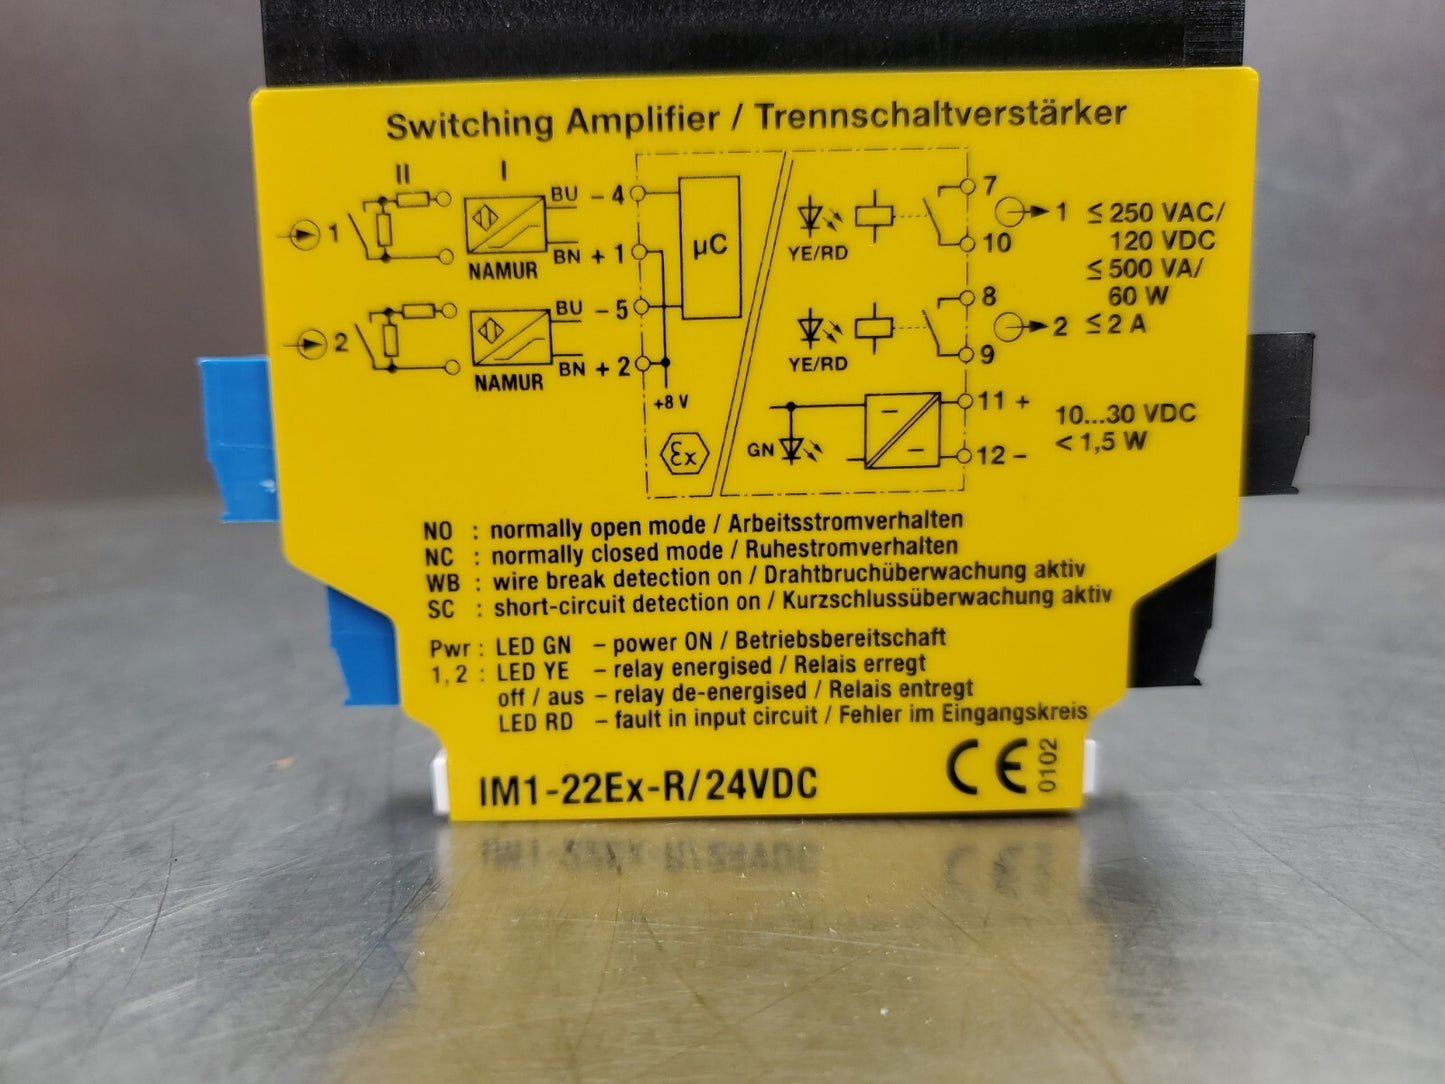 Switching Amplifier / Trennschaltverstärker
II I
1 NAMUR BU – 4
BN + 1
2 NAMUR BU – 5
BN + 2
+8 V
µC
Ex
YE/RD 7
10
1 ≤ 250 VAC/
120 VDC
≤ 500 VA/
60 W
YE/RD 8
9
2 ≤ 2 A
GN 11 +
12 –
10...30 VDC
< 1,5 W
NO : normally open mode / Arbeitsstromverhalten
NC : normally closed mode / Ruhestromverhalten
WB : wire break detection on / Drahtbruchüberwachung aktiv
SC : short-circuit detection on / Kurzschlussüberwachung aktiv
Pwr : LED GN – power ON / Betriebsbereitschaft
1, 2 : LED YE – relay energised / Relais erregt
off / aus – relay de-energised / Relais entregt
LED RD – fault in input circuit / Fehler im Eingangskreis
IM1-22Ex-R/24VDC
CE 0102